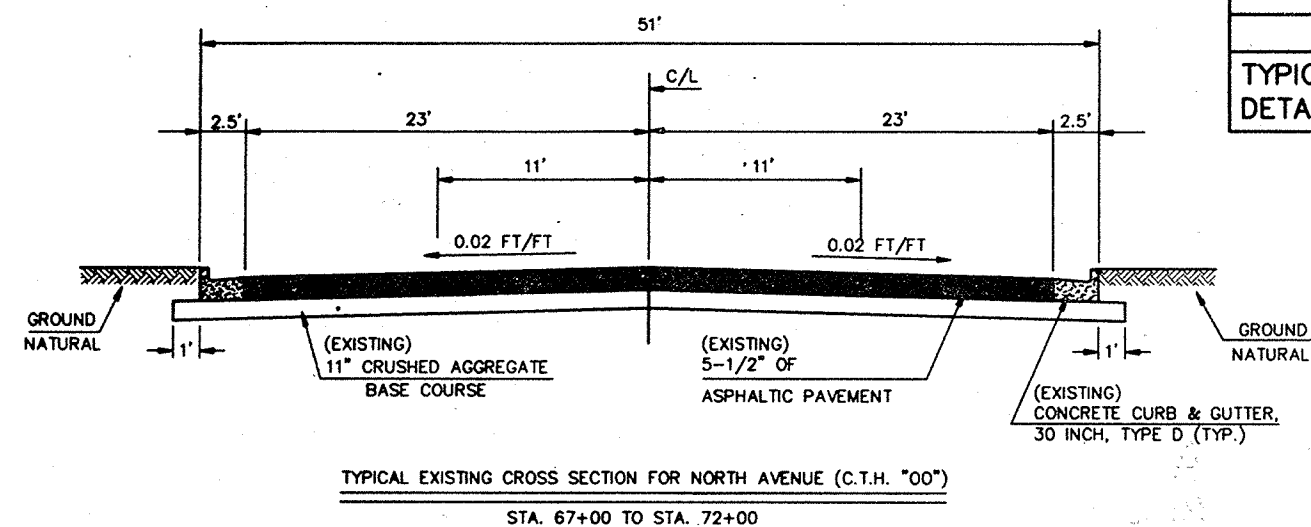 51'
TYPIC
DETA
C/L
2.5' 23' 23' 2.5'
11' 11'
0.02 FT/FT 0.02 FT/FT
GROUND
NATURAL
1'
(EXISTING)
11" CRUSHED AGGREGATE
BASE COURSE
(EXISTING)
5-1/2" OF
ASPHALTIC PAVEMENT
1'
GROUND
NATURAL
(EXISTING)
CONCRETE CURB & GUTTER,
30 INCH, TYPE D (TYP.)
TYPICAL EXISTING CROSS SECTION FOR NORTH AVENUE (C.T.H. "OO")
STA. 67+00 TO STA. 72+00